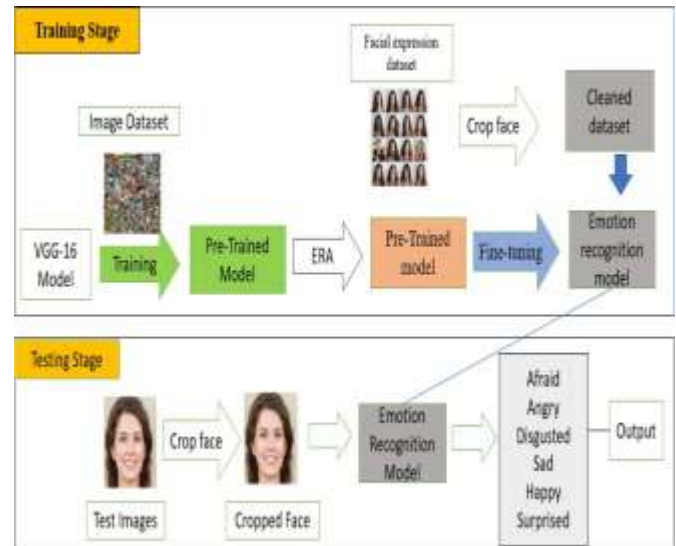 Training Stage
Facial expression
dataset
Image Dataset
Crop face
Cleaned
dataset
VGG-16
Model
Training
Pre-Trained
Model
ERA
Pre-Trained
model
Fine-tuning
Emotion
recognition
model
Testing Stage
Test Images
Crop face
Cropped Face
Emotion
Recognition
Model
Afraid
Angry
Disgusted
Sad
Happy
Surprised
Output